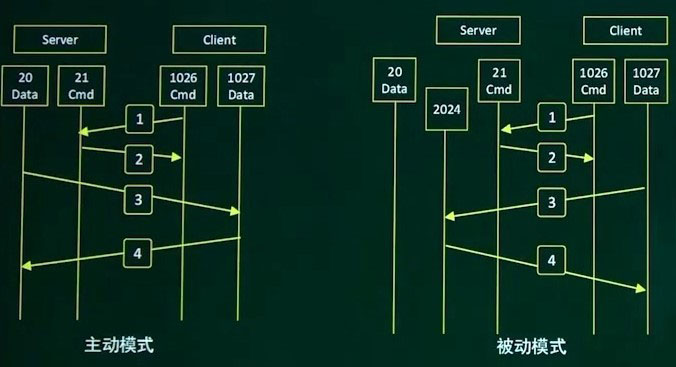 Server
Client
20
Data
21
Cmd
1026
Cmd
1027
Data
1
2
3
4
主动模式
Server
Client
20
Data
2024
21
Cmd
1026
Cmd
1027
Data
1
2
3
4
被动模式